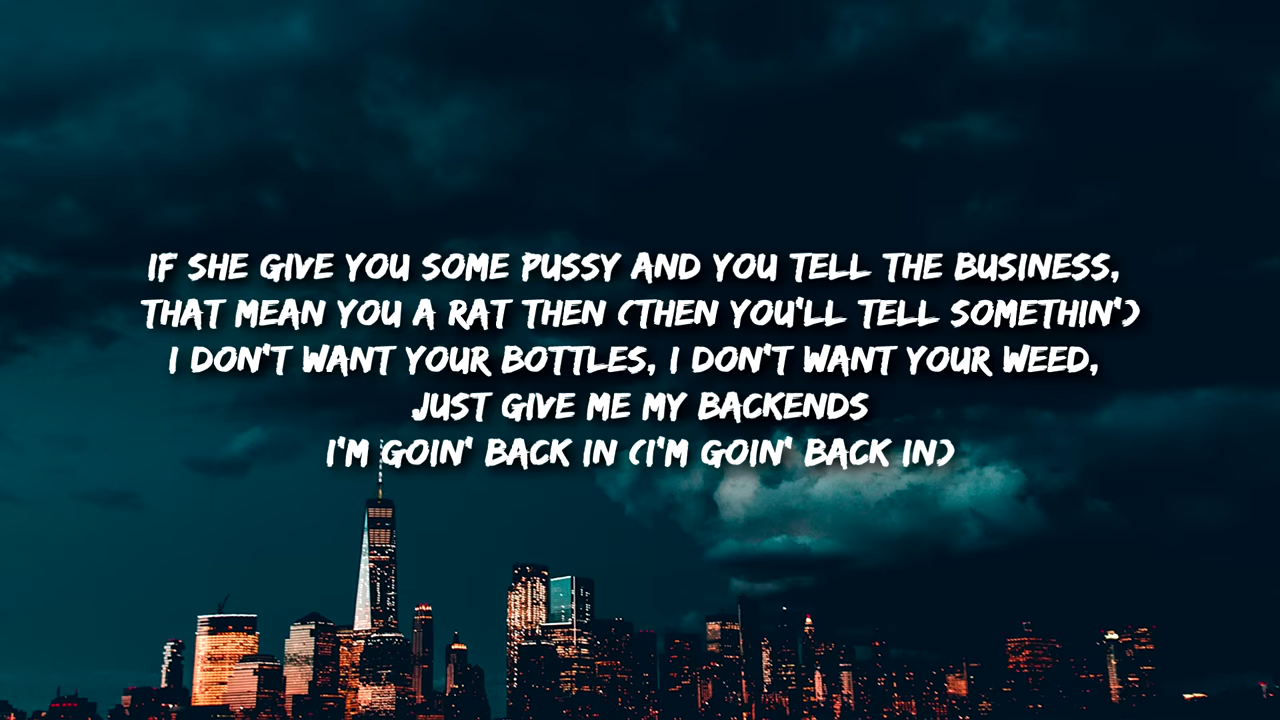 IF SHE GIVE YOU SOME PUSSY AND YOU TELL THE BUSINESS,
THAT MEAN YOU A RAT THEN (THEN YOU'LL TELL SOMETHIN')
I DON'T WANT YOUR BOTTLES, I DON'T WANT YOUR WEED,
JUST GIVE ME MY BACKENDS
I'M GOIN' BACK IN (I'M GOIN' BACK IN)